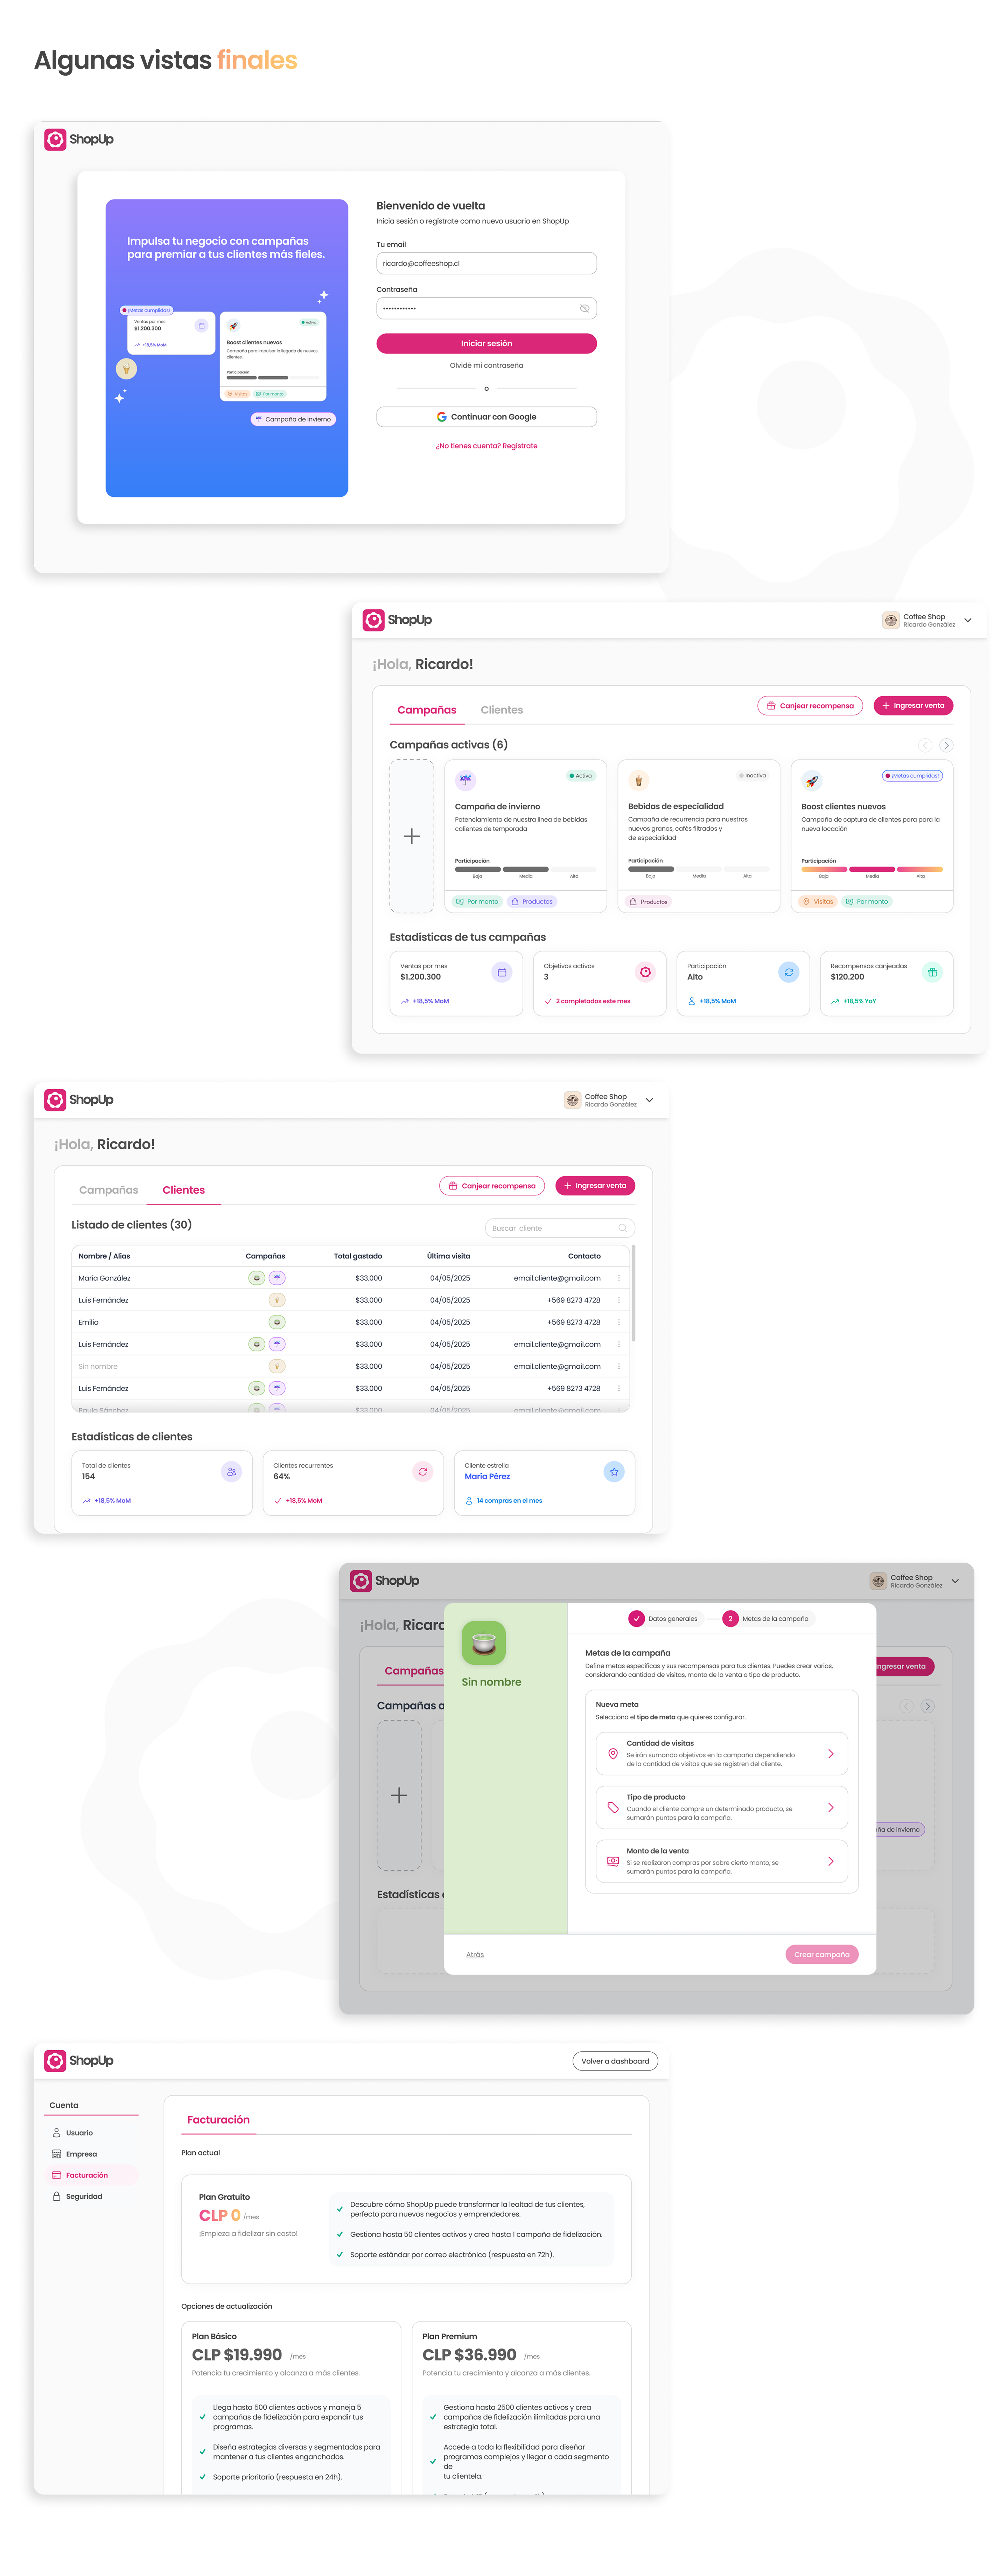 Algunas vistas finales
ShopUp
Impulsa tu negocio con campañas
para premiar a tus clientes más fieles.
¡Metas cumplidas!
Ventas por mes
$1.200.300
+18,5% MoM
Activa
Boost clientes nuevos
Campaña para impulsar la llegada de nuevos
clientes
Participación
Visitas
Por monto
Campaña de invierno
Bienvenido de vuelta
Inicia sesión o regístrate como nuevo usuario en ShopUp
Tu email
ricardo@coffeeshop.cl
Contraseña
••••••••••••
Iniciar sesión
Olvidé mi contraseña
o
Continuar con Google
¿No tienes cuenta? Regístrate
ShopUp
Coffee Shop
Ricardo González
¡Hola, Ricardo!
Campañas
Clientes
Canjear recompensa
Ingresar venta
Campañas activas (6)
Activa
Campaña de invierno
Potenciamiento de nuestra línea de bebidas
calientes de temporada
Participación
Baja
Media
Alta
Por monto
Productos
Inactiva
Bebidas de especialidad
Campaña de recurrencia para nuestros
nuevos granos, cafés filtrados y
de especialidad
Participación
Baja
Media
Alta
Productos
¡Metas cumplidas!
Boost clientes nuevos
Campaña de captura de clientes para para la
nueva locación
Participación
Baja
Media
Alta
Visitas
Por monto
Estadísticas de tus campañas
Ventas por mes
$1.200.300
+18,5% MoM
Objetivos activos
3
2 completados este mes
Participación
Alto
+18,5% MoM
Recompensas canjeadas
$120.200
+18,5% YoY
ShopUp
Coffee Shop
Ricardo González
¡Hola, Ricardo!
Campañas
Clientes
Canjear recompensa
Ingresar venta
Listado de clientes (30)
Buscar cliente
Nombre / Alias Campañas Total gastado Última visita Contacto
María González $33.000 04/05/2025 email.cliente@gmail.com
Luis Fernández $33.000 04/05/2025 +569 8273 4728
Emilia $33.000 04/05/2025 +569 8273 4728
Luis Fernández $33.000 04/05/2025 email.cliente@gmail.com
Sin nombre $33.000 04/05/2025 email.cliente@gmail.com
Luis Fernández $33.000 04/05/2025 +569 8273 4728
Paula Sánchez $33.000 04/05/2025 email.cliente@gmail.com
Estadísticas de clientes
Total de clientes
154
+18,5% MoM
Clientes recurrentes
64%
+18,5% MoM
Cliente estrella
María Pérez
14 compras en el mes
ShopUp
Coffee Shop
Ricardo González
¡Hola, Ricar
Campañas
ngresar venta
Campañas a
ña de invierno
Estadísticas
Sin nombre
Datos generales
2
Metas de la campaña
Metas de la campaña
Define metas específicas y sus recompensas para tus clientes. Puedes crear varias,
considerando cantidad de visitas, monto de la venta o tipo de producto.
Nueva meta
Selecciona el tipo de meta que quieres configurar.
Cantidad de visitas
Se irán sumando objetivos en la campaña dependiendo
de la cantidad de visitas que se registren del cliente.
Tipo de producto
Cuando el cliente compre un determinado producto, se
sumarán puntos para la campaña.
Monto de la venta
Si se realizaron compras por sobre cierto monto, se
sumarán puntos para la campaña.
Atrás
Crear campaña
ShopUp
Volver a dashboard
Cuenta
Usuario
Empresa
Facturación
Seguridad
Facturación
Plan actual
Plan Gratuito
CLP 0 /mes
¡Empieza a fidelizar sin costo!
Descubre cómo ShopUp puede transformar la lealtad de tus clientes,
perfecto para nuevos negocios y emprendedores.
Gestiona hasta 50 clientes activos y crea hasta 1 campaña de fidelización.
Soporte estándar por correo electrónico (respuesta en 72h).
Opciones de actualización
Plan Básico
CLP $19.990 /mes
Potencia tu crecimiento y alcanza a más clientes.
Llega hasta 500 clientes activos y maneja 5
campañas de fidelización para expandir tus
programas.
Diseña estrategias diversas y segmentadas para
mantener a tus clientes enganchados.
Soporte prioritario (respuesta en 24h).
Plan Premium
CLP $36.990 /mes
Potencia tu crecimiento y alcanza a más clientes.
Gestiona hasta 2500 clientes activos y crea
campañas de fidelización ilimitadas para una
estrategia total.
Accede a toda la flexibilidad para diseñar
programas complejos y llegar a cada segmento
de
tu clientela.